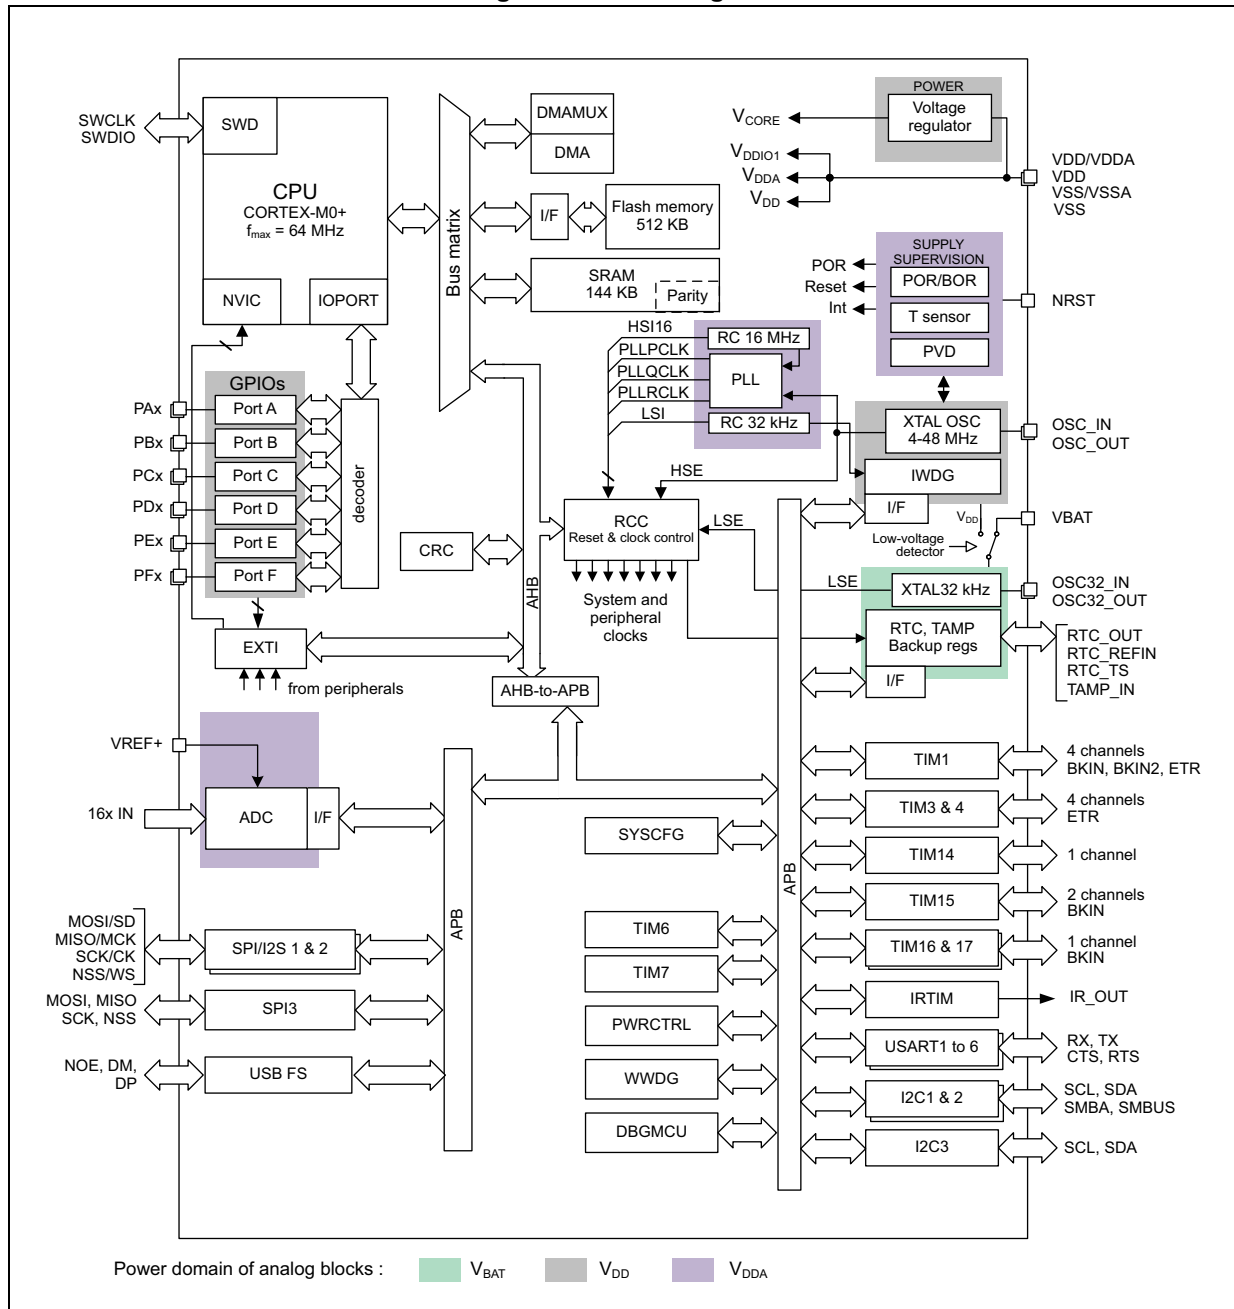 POWER
Voltage
regulator
VCORE
VDDIO1
VDDA
VDD
VDD/VDDA
VDD
VSS/VSSA
VSS
SWCLK
SWDIO
SWD
CPU
CORTEX-M0+
fmax = 64 MHz
NVIC
IOPORT
Bus matrix
DMAMUX
DMA
I/F
Flash memory
512 KB
SRAM
144 KB
Parity
SUPPLY
SUPERVISION
POR/BOR
T sensor
PVD
POR
Reset
Int
NRST
HSI16
PLLPCLK
PLLQCLK
PLLRCLK
LSI
RC 16 MHz
PLL
RC 32 kHz
XTAL OSC
4-48 MHz
IWDG
I/F
OSC_IN
OSC_OUT
HSE
GPIOs
Port A
Port B
Port C
Port D
Port E
Port F
PAx
PBx
PCx
PDx
PEx
PFx
decoder
CRC
AHB
RCC
Reset & clock control
LSE
System and
peripheral
clocks
VDD
Low-voltage
detector
VBAT
LSE
XTAL32 kHz
RTC, TAMP
Backup regs
I/F
OSC32_IN
OSC32_OUT
RTC_OUT
RTC_REFIN
RTC_TS
TAMP_IN
EXTI
from peripherals
AHB-to-APB
VREF+
16x IN
ADC
I/F
APB
APB
SYSCFG
TIM6
TIM7
PWRCTRL
WWDG
DBGMCU
MOSI/SD
MISO/MCK
SCK/CK
NSS/WS
SPI/I2S 1 & 2
MOSI, MISO
SCK, NSS
SPI3
NOE, DM,
DP
USB FS
TIM1
4 channels
BKIN, BKIN2, ETR
TIM3 & 4
4 channels
ETR
TIM14
1 channel
TIM15
2 channels
BKIN
TIM16 & 17
1 channel
BKIN
IRTIM
IR_OUT
USART1 to 6
RX, TX
CTS, RTS
I2C1 & 2
SCL, SDA
SMBA, SMBUS
I2C3
SCL, SDA
Power domain of analog blocks :
VBAT
VDD
VDDA